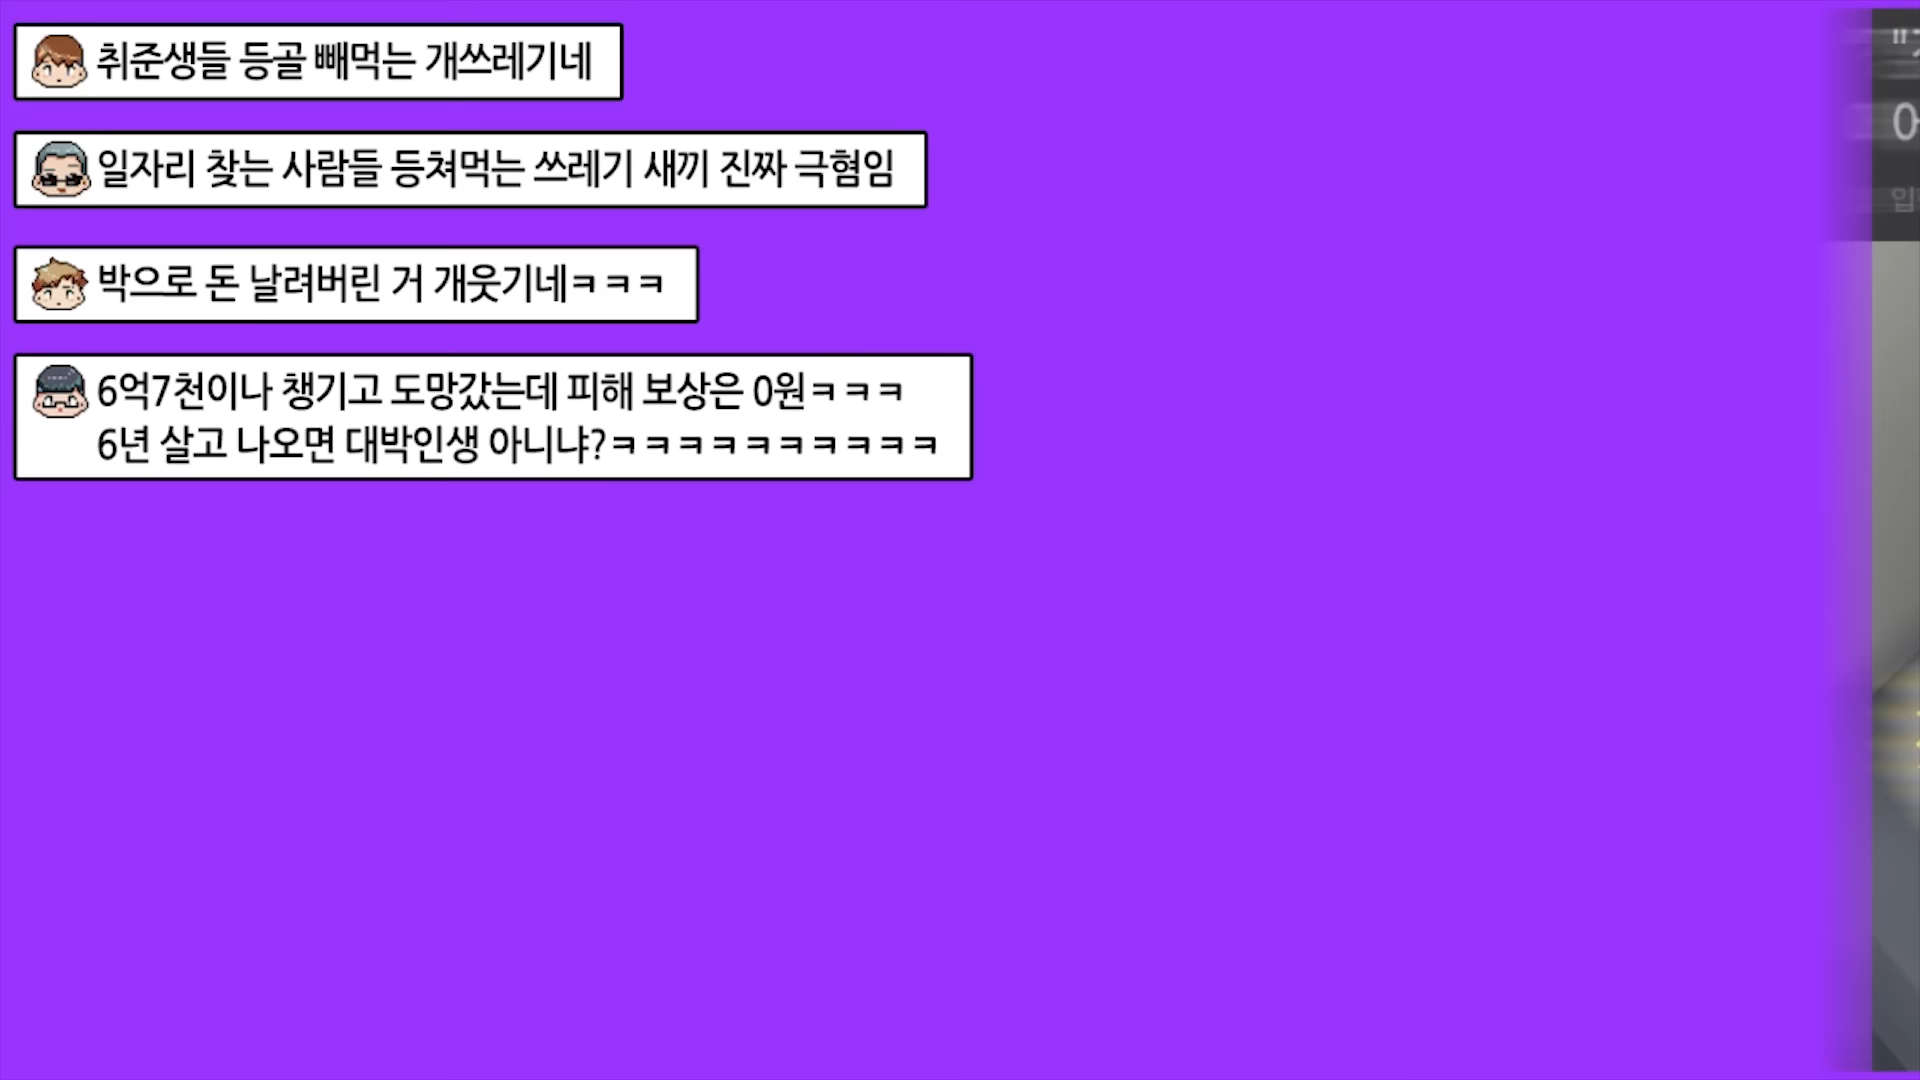 취준생들 등골 빼먹는 개쓰레기네
일자리 찾는 사람들 등쳐먹는 쓰레기 새끼 진짜 극혐임
박으로 돈 날려버린 거 개웃기네ㅋㅋㅋ
6억7천이나 챙기고 도망갔는데 피해 보상은 0원ㅋㅋㅋ
6년 살고 나오면 대박인생 아니냐?ㅋㅋㅋㅋㅋㅋㅋㅋㅋㅋ